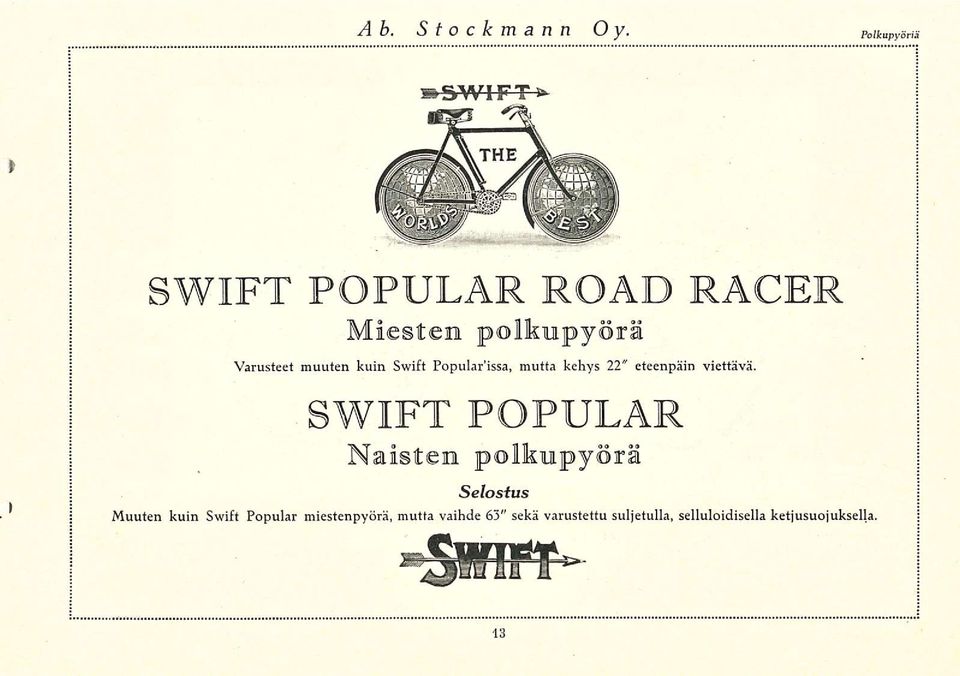 Ab. Stockmann Oy.
Polkupyöriä
SWIFT
THE
WORLDS BEST
SWIFT POPULAR ROAD RACER
Miesten polkupyörä
Varusteet muuten kuin Swift Popular'issa, mutta kehys 22" eteenpäin viettävä.
SWIFT POPULAR
Naisten polkupyörä
Selostus
Muuten kuin Swift Popular miestenpyörä, mutta vaihde 63" sekä varustettu suljetulla, selluloidisella ketjusuojuksella.
SWIFT
13